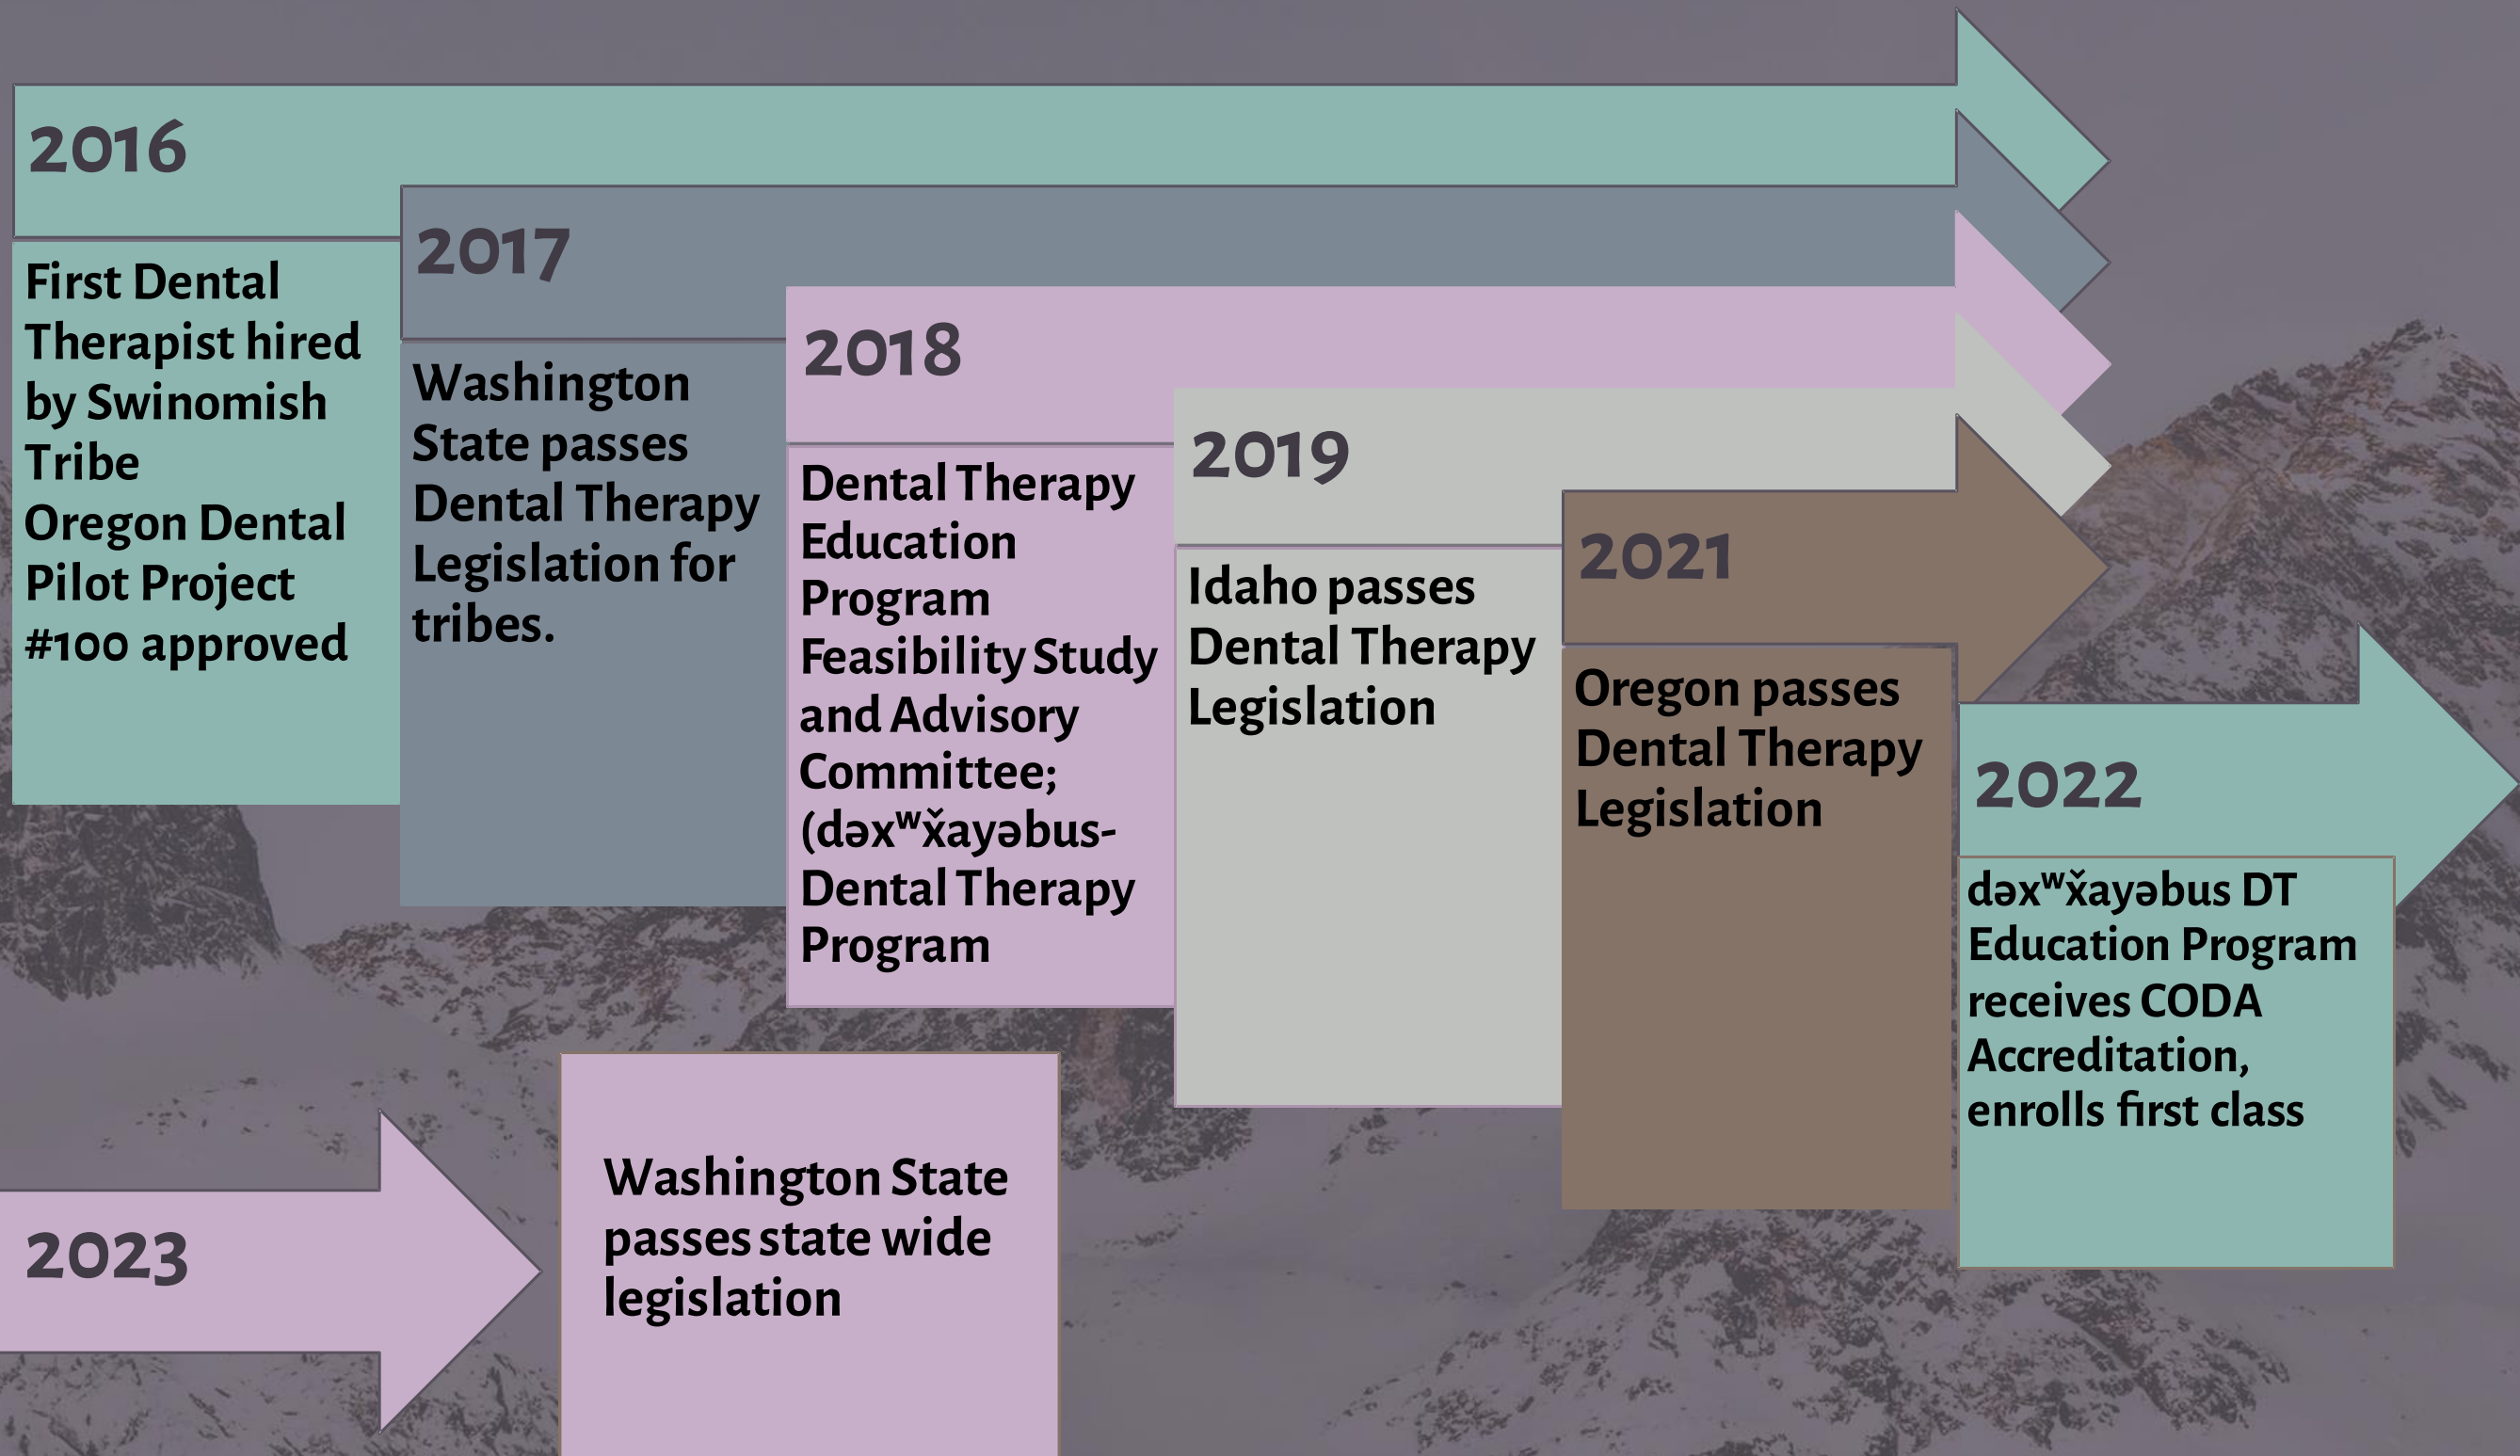 2016
First Dental
Therapist hired
by Swinomish
Tribe
Oregon Dental
Pilot Project
#100 approved
2017
Washington
State passes
Dental Therapy
Legislation for
tribes.
2018
Dental Therapy
Education
Program
Feasibility Study
and Advisory
Committee;
(dəxʷx̌ayəbus-
Dental Therapy
Program
2019
Idaho passes
Dental Therapy
Legislation
2021
Oregon passes
Dental Therapy
Legislation
2022
dəxʷx̌ayəbus DT
Education Program
receives CODA
Accreditation,
enrolls first class
2023
Washington State
passes state wide
legislation